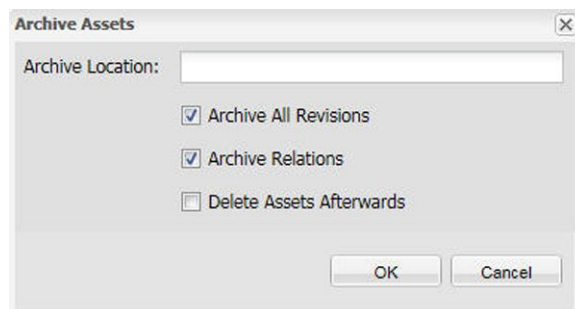 Archive Assets
Archive Location:
Archive All Revisions
Archive Relations
Delete Assets Afterwards
OK Cancel